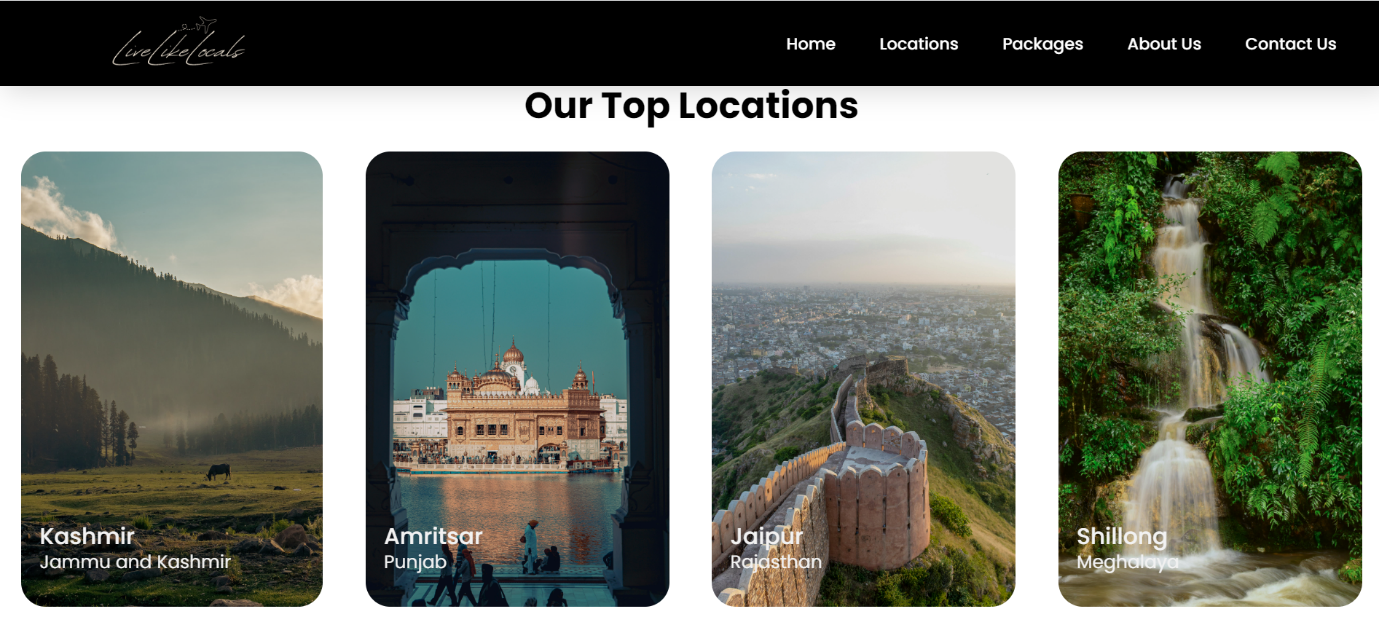 LiveLikeLocals
Home Locations Packages About Us Contact Us
Our Top Locations
Kashmir
Jammu and Kashmir
Amritsar
Punjab
Jaipur
Rajasthan
Shillong
Meghalaya